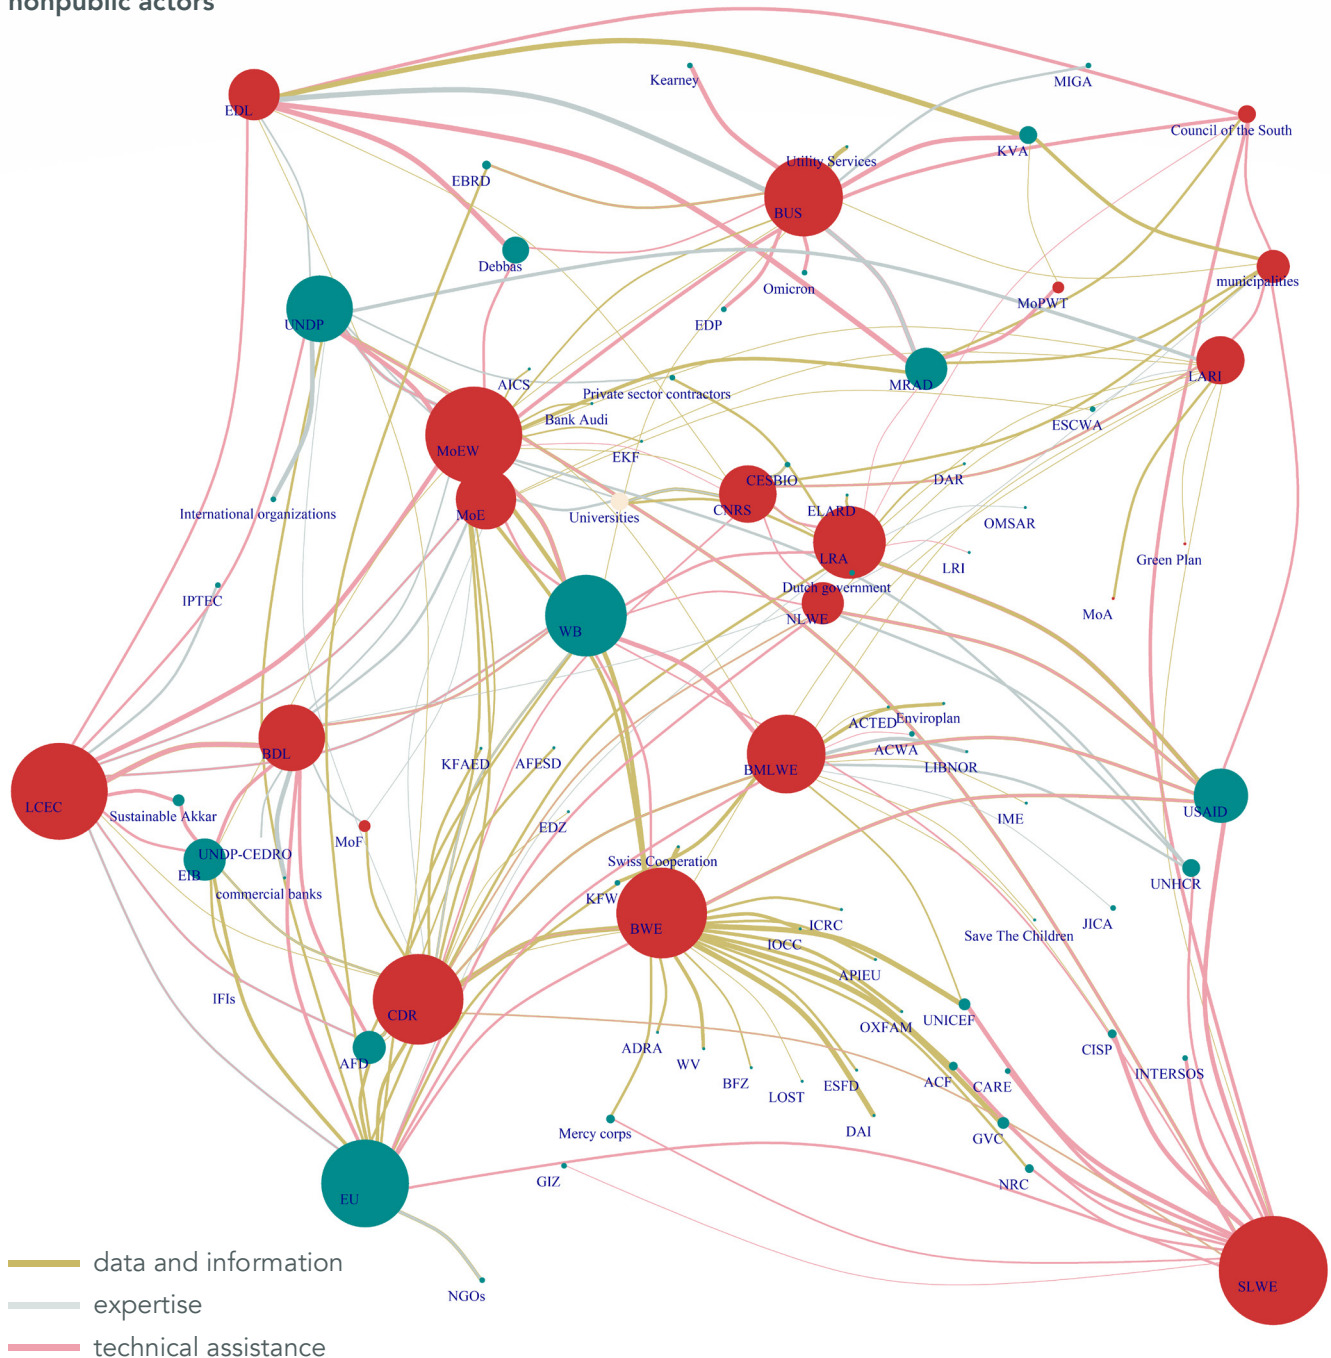 nonpublic actors
Kearney
MIGA
EDL
Council of the South
KVA
Utility Services
EBRD
BUS
Debbas
municipalities
Omicron
MoPWT
UNDP
EDP
LARI
MRAD
AICS
Private sector contractors
Bank Audi
ESCWA
MoEW
EKF
CESBIO
DAR
International organizations
MoE
Universities
CNRS
ELARD
OMSAR
LRA
Green Plan
LRI
Dutch government
IPTEC
MoA
NLWE
WB
ACTED
Enviroplan
ACWA
BDL
KFAED
AFESD
LIBNOR
BMLWE
LCEC
Sustainable Akkar
USAID
IME
EDZ
MoF
UNDP-CEDRO
Swiss Cooperation
EIB
UNHCR
commercial banks
KFW
JICA
ICRC
BWE
Save The Children
IOCC
APIEU
IFIs
CDR
UNICEF
OXFAM
ADRA
CISP
AFD
WV
INTERSOS
BFZ
ESFD
ACF
CARE
LOST
DAI
Mercy corps
GVC
GIZ
NRC
EU
data and information
SLWE
NGOs
expertise
technical assistance